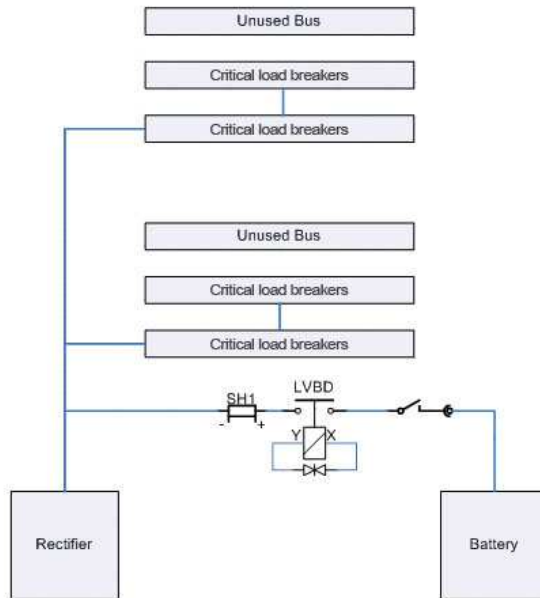 Unused Bus
Critical load breakers
Critical load breakers
Unused Bus
Critical load breakers
Critical load breakers
SH1
LVBD
- +
Y X
Rectifier
Battery